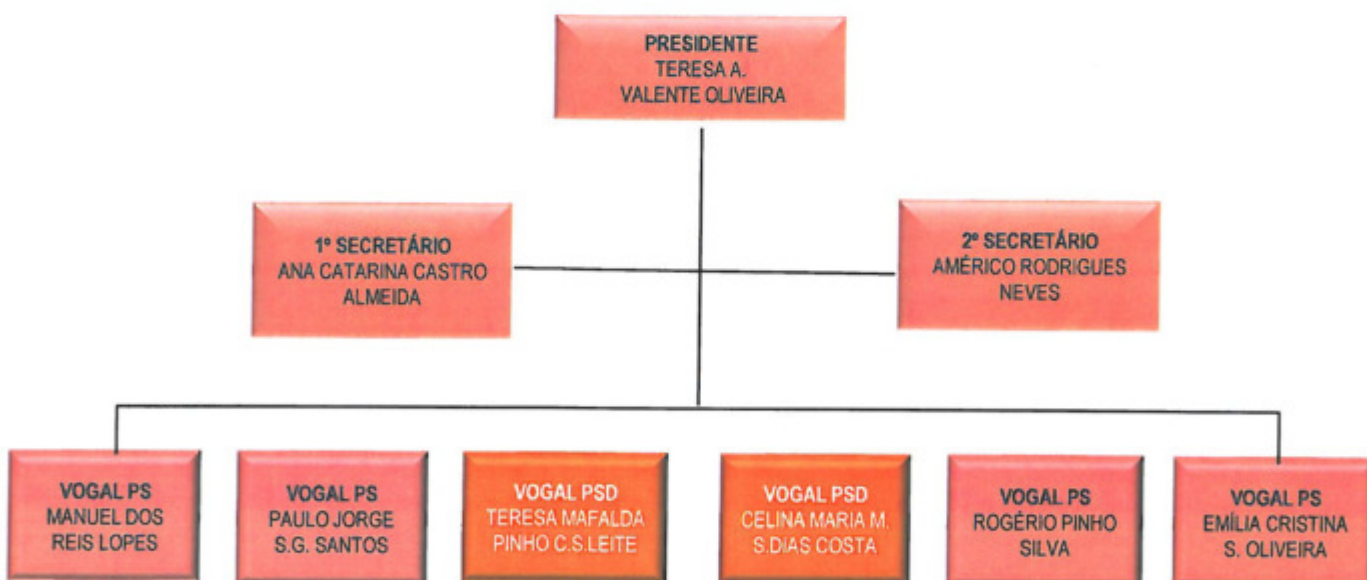 PRESIDENTE
TERESA A.
VALENTE OLIVEIRA
1º SECRETÁRIO
ANA CATARINA CASTRO
ALMEIDA
2º SECRETÁRIO
AMÉRICO RODRIGUES
NEVES
VOGAL PS
MANUEL DOS
REIS LOPES
VOGAL PS
PAULO JORGE
S.G. SANTOS
VOGAL PSD
TERESA MAFALDA
PINHO C.S.LEITE
VOGAL PSD
CELINA MARIA M.
S.DIAS COSTA
VOGAL PS
ROGÉRIO PINHO
SILVA
VOGAL PS
EMÍLIA CRISTINA
S. OLIVEIRA